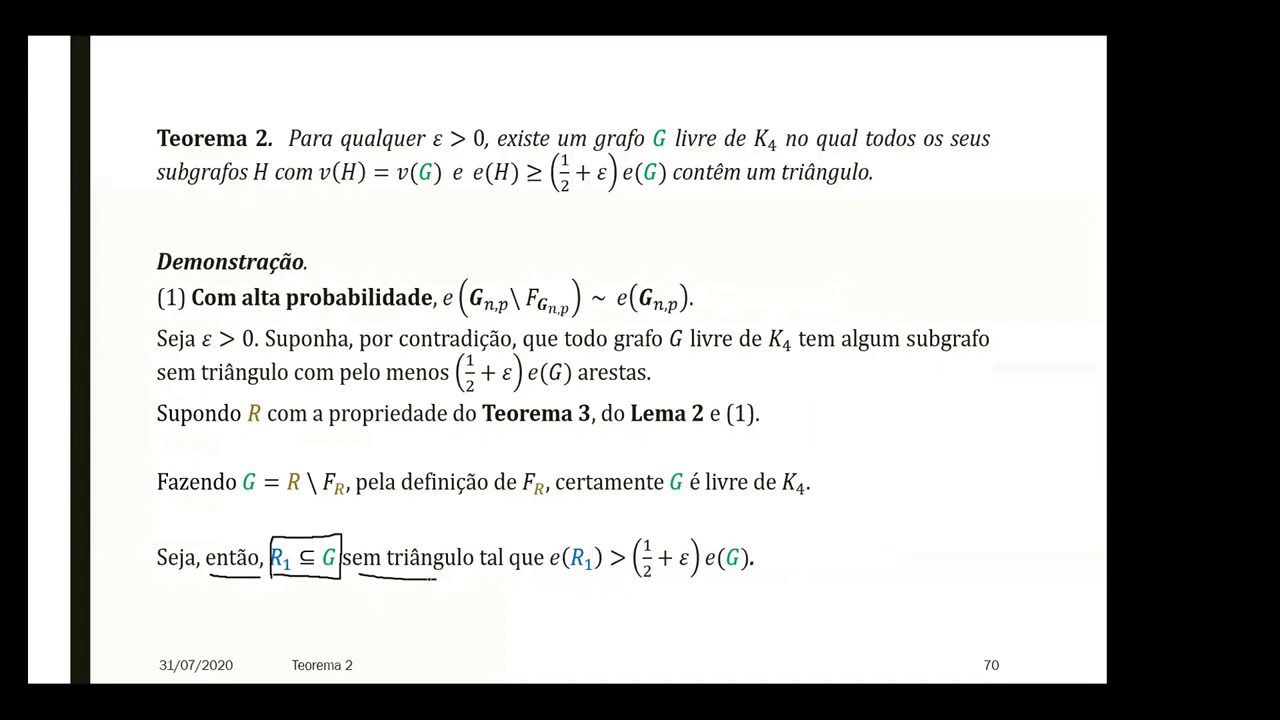 Teorema 2. Para qualquer ε > 0, existe um grafo G livre de K₄ no qual todos os seus
subgrafos H com v(H) = v(G) e e(H) ≥ (1/2 + ε) e(G) contêm um triângulo.
Demonstração.
(1) Com alta probabilidade, e(G_{n,p} \ F_{G_{n,p}}) ~ e(G_{n,p}).
Seja ε > 0. Suponha, por contradição, que todo grafo G livre de K₄ tem algum subgrafo
sem triângulo com pelo menos (1/2 + ε) e(G) arestas.
Supondo R com a propriedade do Teorema 3, do Lema 2 e (1).
Fazendo G = R \ F_R, pela definição de F_R, certamente G é livre de K₄.
Seja, então, R₁ ⊆ G sem triângulo tal que e(R₁) > (1/2 + ε) e(G).
31/07/2020 Teorema 2 70